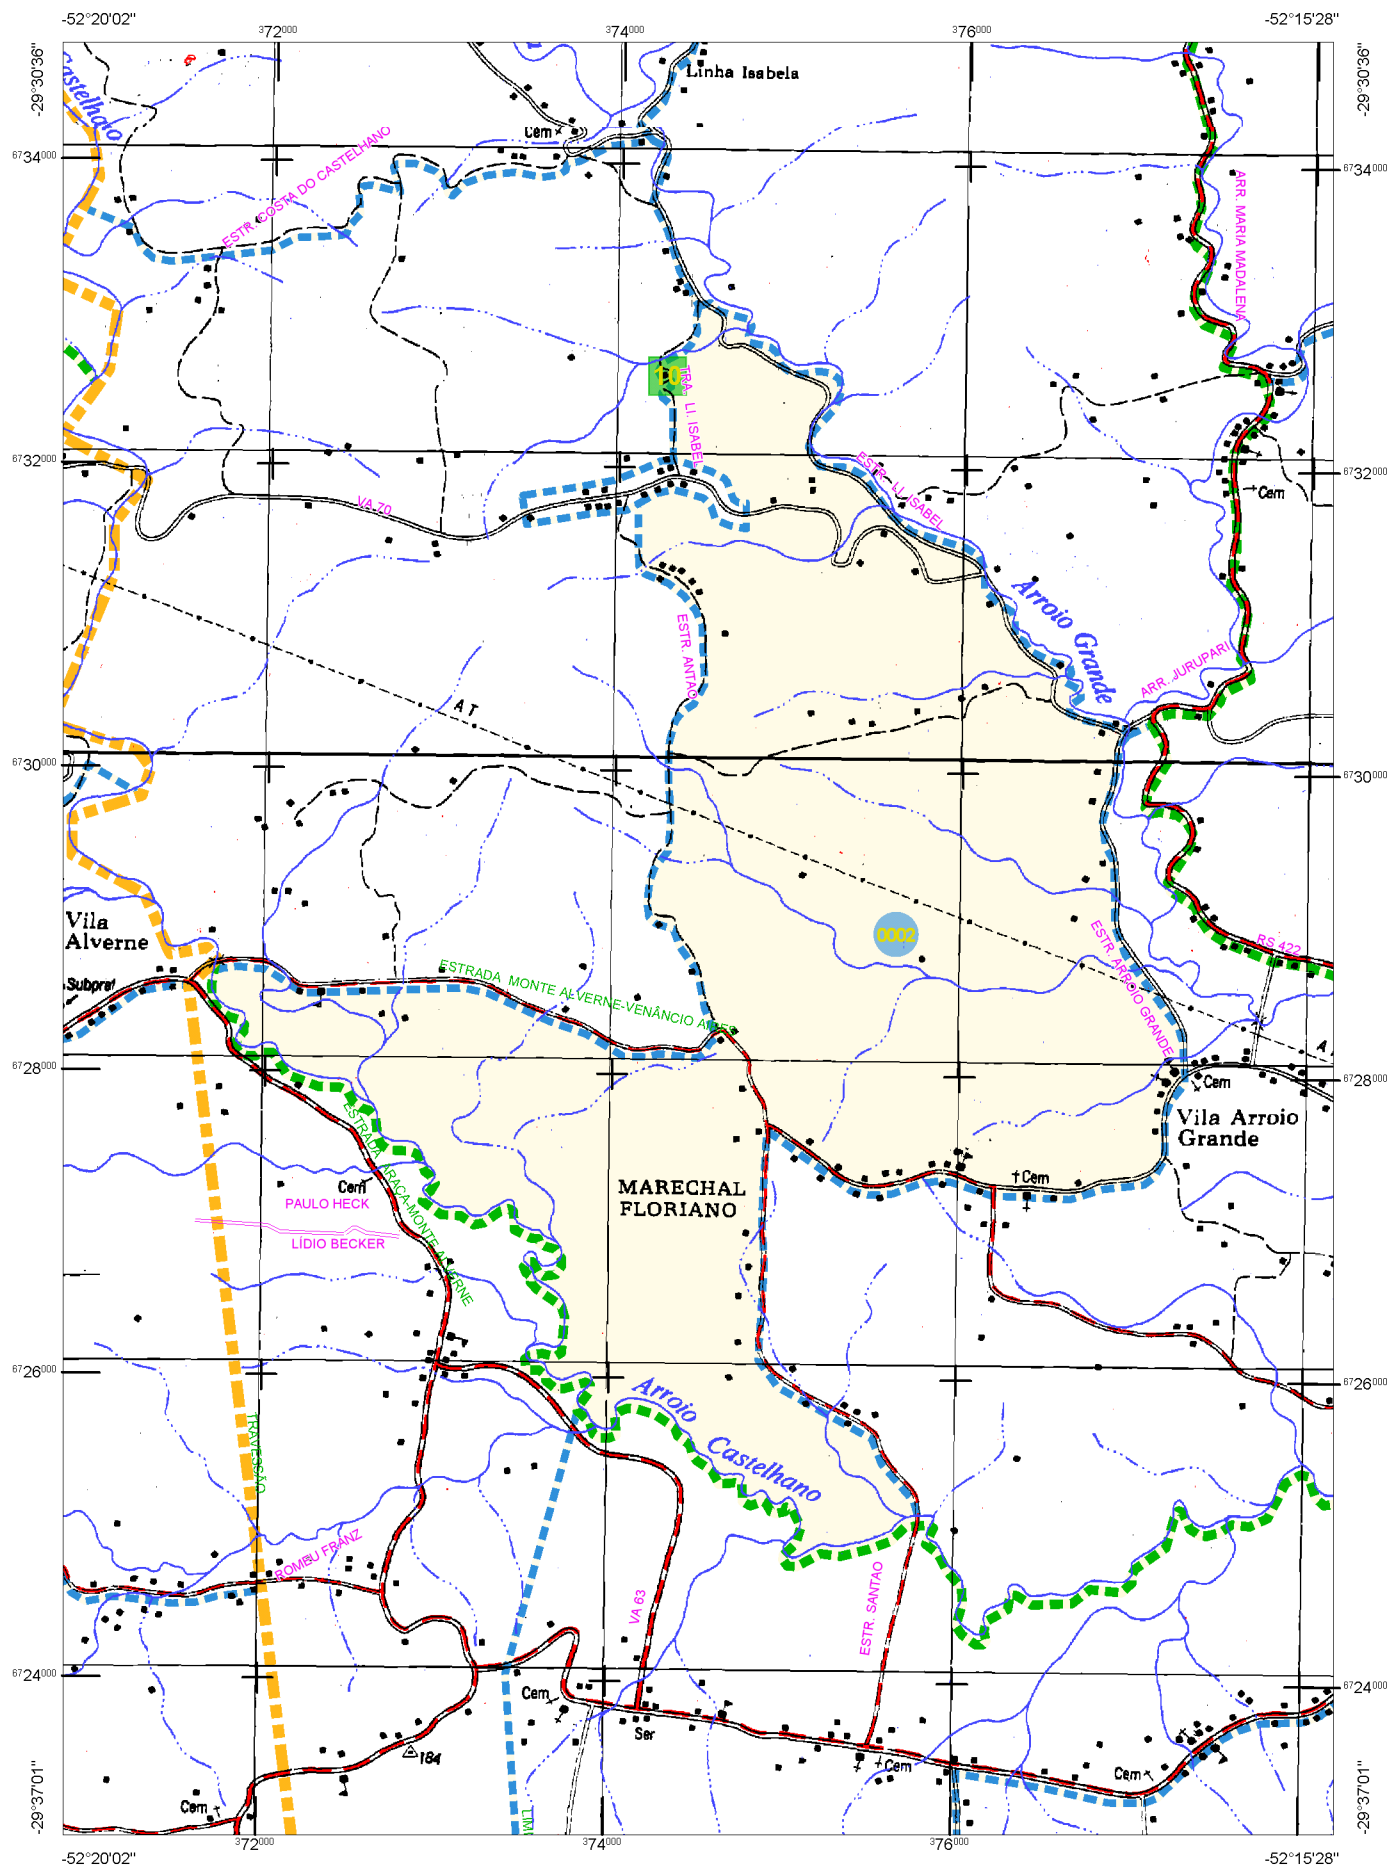 -52°20'02"
372000
374000
376000
-52°15'28"
-29°30'36"
-29°30'36"
Castelhano
Linha Isabela
Cem
6734000
6734000
ESTR. COSTA DO CASTELHANO
ARR. MARIA MADALENA
10
TIRA. LI. ISABEL
6732000
6732000
ESTR. LI. ISABEL
Cem
VA 70
Arroio Grande
ESTR. ANTAO
ARR. JURUPARI
A T
6730000
6730000
Vila
Alverne
0002
ESTR. ARROIO GRANDE
RS 422
Subpref
ESTRADA MONTE ALVERNE-VENÂNCIO AIRES
6728000
6728000
Cem
Vila Arroio
Grande
ESTRADA ARAÇA-MONTE ALVERNE
Cem
MARECHAL
FLORIANO
Cem
PAULO HECK
LÍDIO BECKER
6726000
6726000
Arroio Castelhano
TRAVESSÃO
ROMEU FRANZ
VA 63
ESTR. SANTAO
6724000
6724000
Cem
Ser
184
Cem
Cem
Cem
-29°37'01"
-29°37'01"
372000
374000
376000
-52°20'02"
-52°15'28"